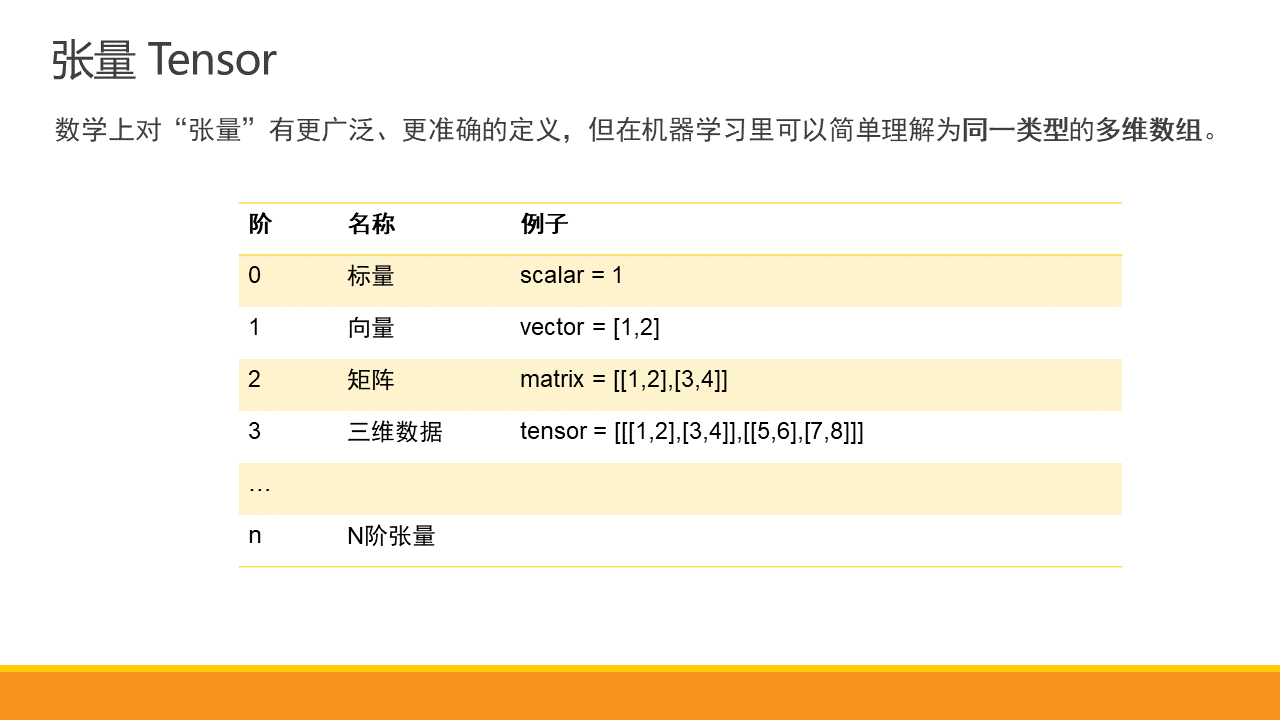 张量 Tensor
数学上对“张量”有更广泛、更准确的定义，但在机器学习里可以简单理解为同一类型的多维数组。
阶 名称 例子
0 标量 scalar = 1
1 向量 vector = [1,2]
2 矩阵 matrix = [[1,2],[3,4]]
3 三维数据 tensor = [[[1,2],[3,4]],[[5,6],[7,8]]]
…
n N阶张量